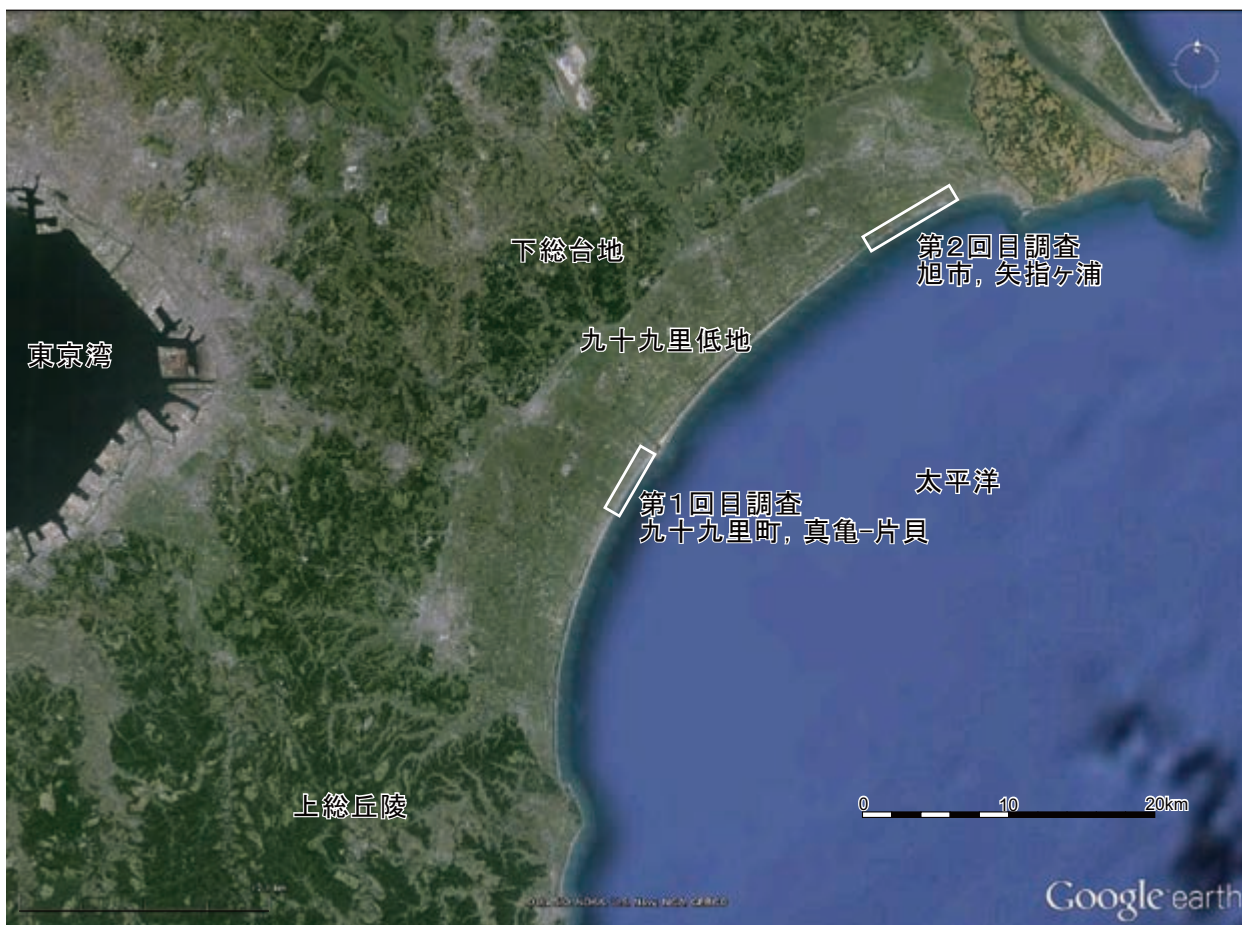 下総台地
第2回目調査
旭市, 矢指ヶ浦
九十九里低地
東京湾
太平洋
第1回目調査
九十九里町, 真亀-片貝
上総丘陵
0 10 20km
Google earth